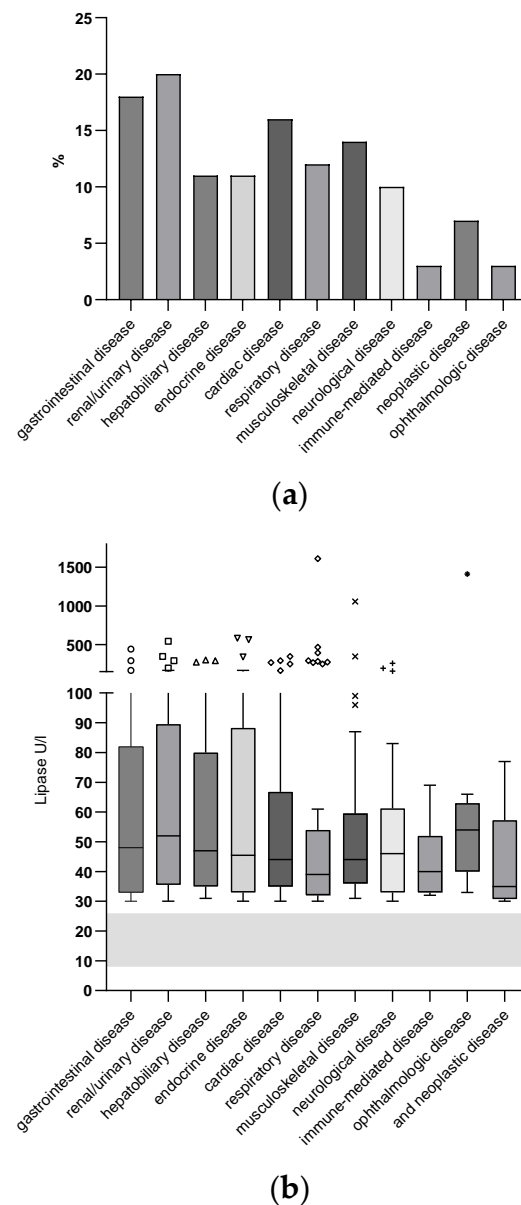 25
20
15
10
5
0
%
gastrointestinal disease
renal/urinary disease
hepatobiliary disease
endocrine disease
cardiac disease
respiratory disease
musculoskeletal disease
neurological disease
immune-mediated disease
neoplastic disease
ophthalmologic disease
(a)
1500
1000
500
100
90
80
70
60
50
40
30
20
10
0
Lipase U/l
gastrointestinal disease
renal/urinary disease
hepatobiliary disease
endocrine disease
cardiac disease
respiratory disease
musculoskeletal disease
neurological disease
immune-mediated disease
ophthalmologic disease
and neoplastic disease
(b)